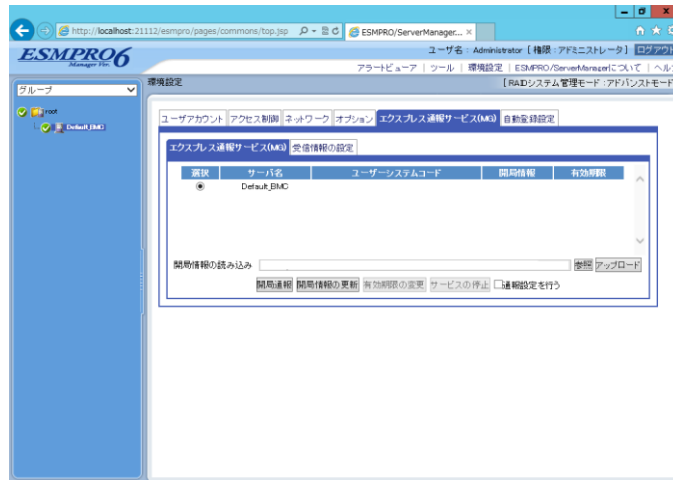 http://localhost:21112/esmpro/pages/commons/top.jsp
ESMPRO/ServerManager...
ESMPRO6
Manager Ver.
ユーザ名 : Administrator [ 権限 : アドミニストレータ ] ログアウト
アラートビューア | ツール | 環境設定 | ESMPRO/ServerManagerについて | ヘル
グループ
環境設定
[ RAIDシステム管理モード : アドバンストモード
root
Default_BMC
ユーザアカウント アクセス制御 ネットワーク オプション エクスプレス通報サービス(MG) 自動登録設定
エクスプレス通報サービス(MG) 受信情報の設定
選択 サーバ名 ユーザーシステムコード 開局情報 有効期限
Default_BMC
開局情報の読み込み 参照 アップロード
開局通報 開局情報の更新 有効期限の変更 サービスの停止 通報設定を行う